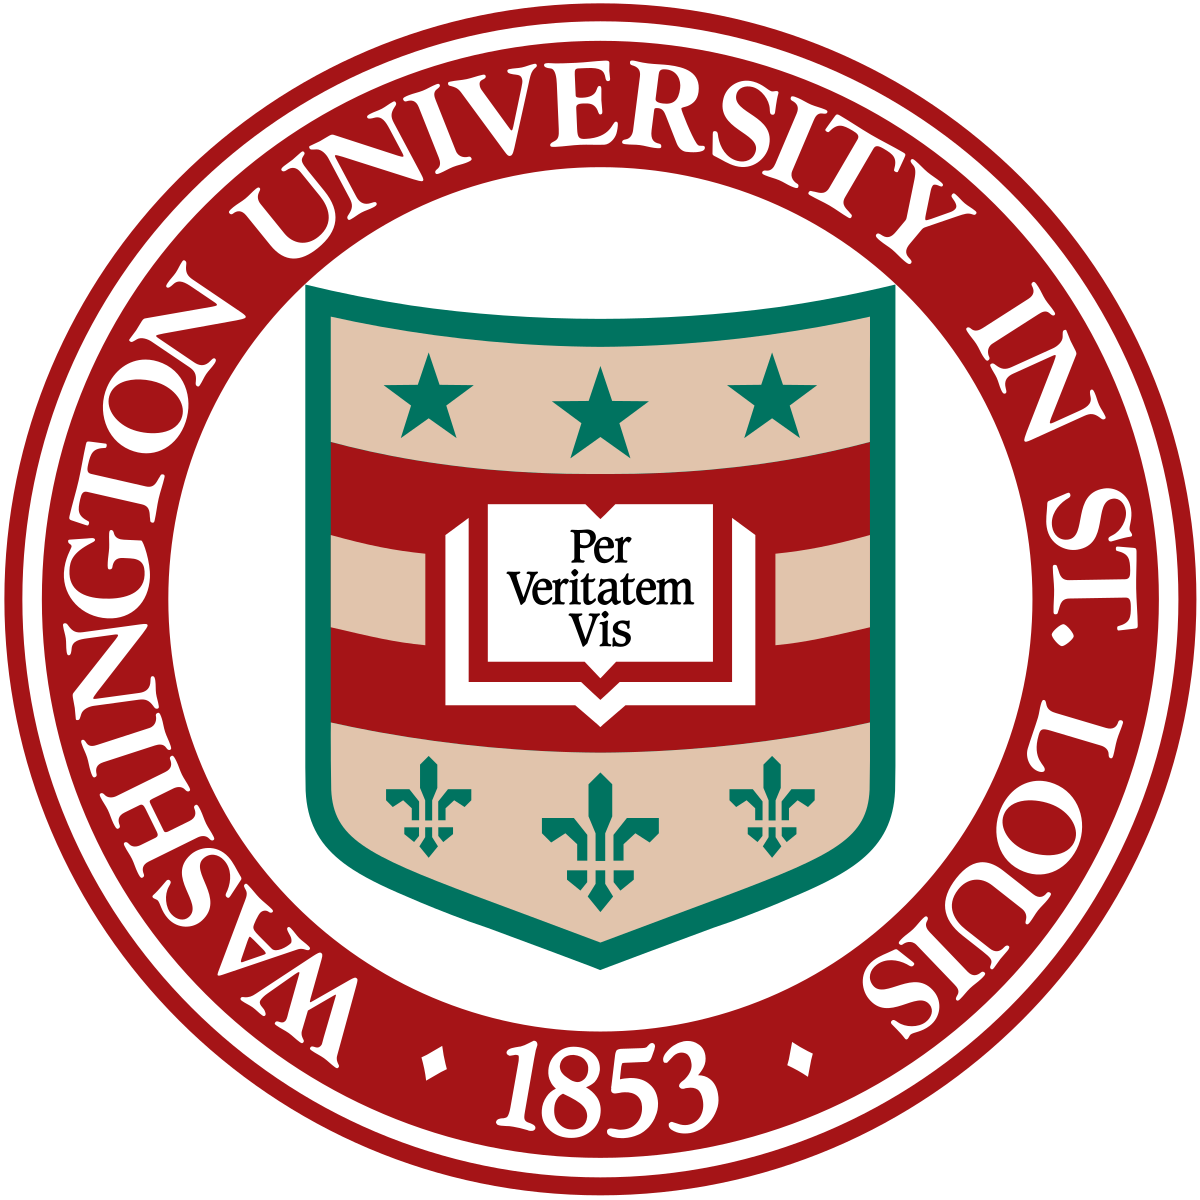 WASHINGTON UNIVERSITY IN ST. LOUIS
Per
Veritatem
Vis
· 1853 ·